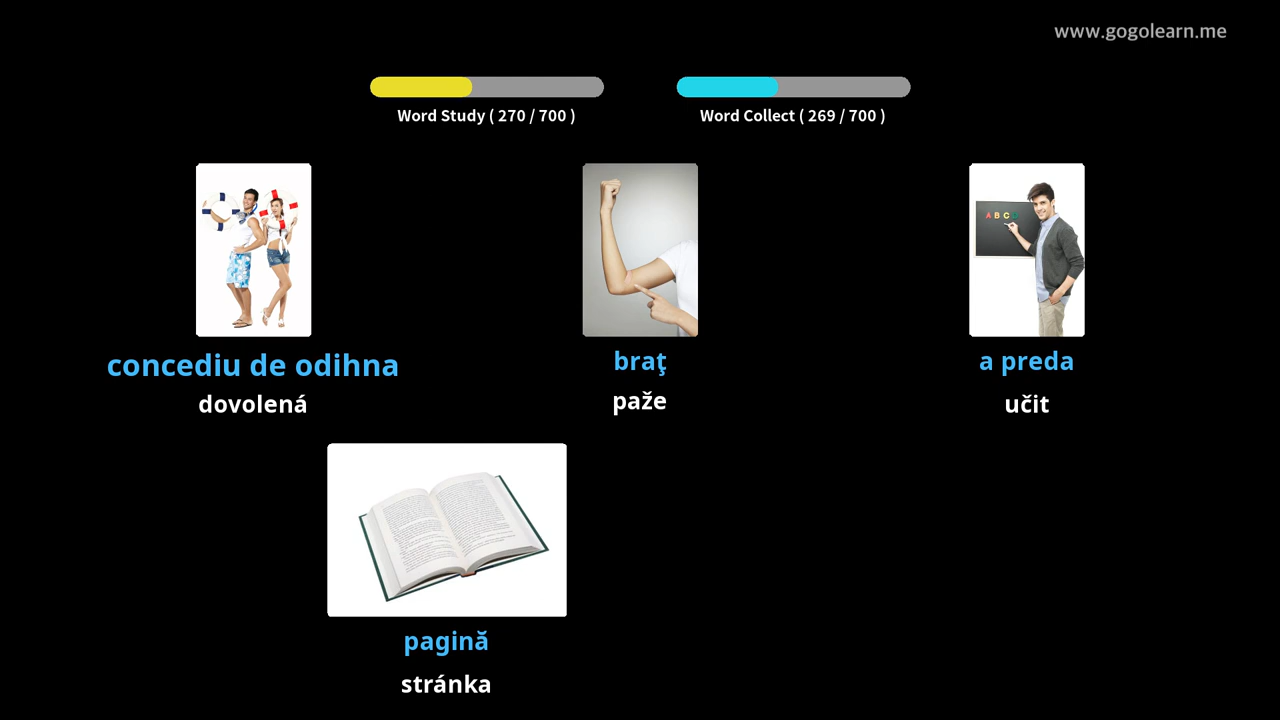 www.gogolearn.me
Word Study ( 270 / 700 )
Word Collect ( 269 / 700 )
A B C D
concediu de odihna
dovolená
braţ
paže
a preda
učit
pagină
stránka